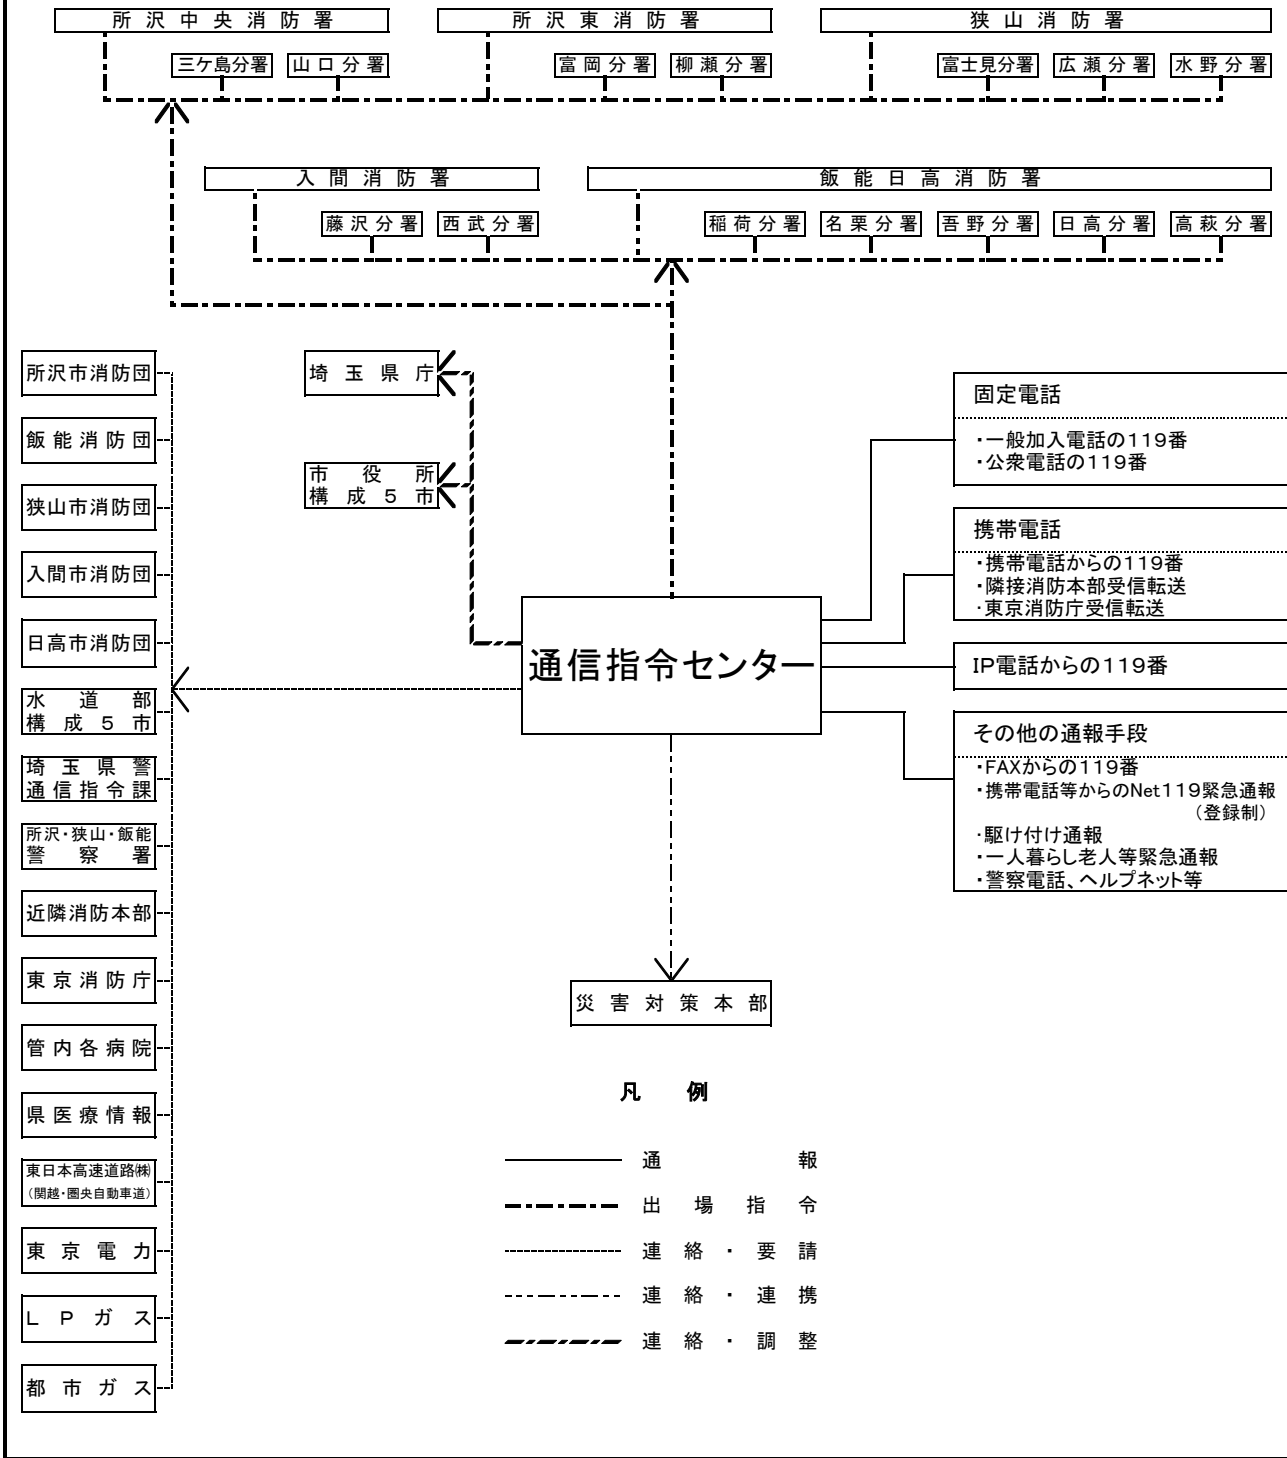 所沢中央消防署
所沢東消防署
狭山消防署
三ケ島分署
山口分署
富岡分署
柳瀬分署
富士見分署
広瀬分署
水野分署
入間消防署
飯能日高消防署
藤沢分署
西武分署
稲荷分署
名栗分署
吾野分署
日高分署
高萩分署
所沢市消防団
飯能消防団
狭山市消防団
入間市消防団
日高市消防団
水道部
構成5市
埼玉県警
通信指令課
所沢・狭山・飯能
警察署
近隣消防本部
東京消防庁
管内各病院
県医療情報
東日本高速道路㈱
（関越・圏央自動車道）
東京電力
LPガス
都市ガス
埼玉県庁
市役所
構成5市
通信指令センター
固定電話
・一般加入電話の119番
・公衆電話の119番
携帯電話
・携帯電話からの119番
・隣接消防本部受信転送
・東京消防庁受信転送
IP電話からの119番
その他の通報手段
・FAXからの119番
・携帯電話等からのNet119緊急通報
（登録制）
・駆け付け通報
・一人暮らし老人等緊急通報
・警察電話、ヘルプネット等
災害対策本部
凡例
通報
出場指令
連絡・要請
連絡・連携
連絡・調整